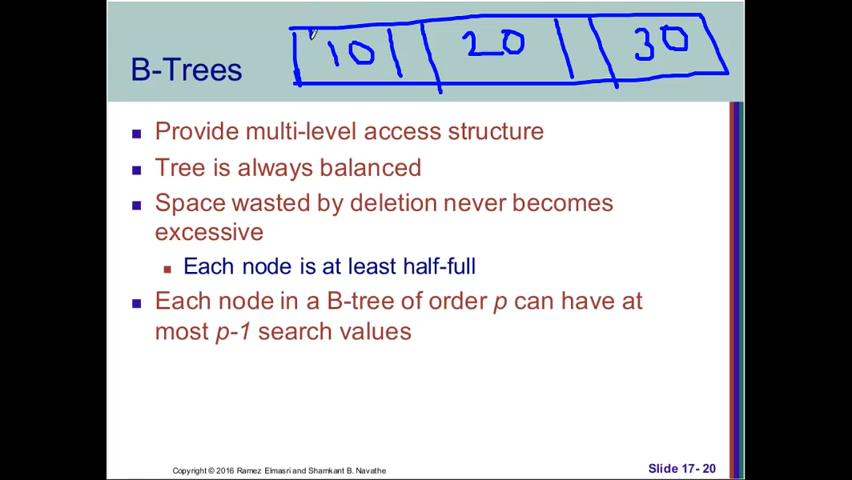 10 20 30
B-Trees
Provide multi-level access structure
Tree is always balanced
Space wasted by deletion never becomes
excessive
Each node is at least half-full
Each node in a B-tree of order p can have at
most p-1 search values
Copyright © 2016 Ramez Elmasri and Shamkant B. Navathe
Slide 17- 20